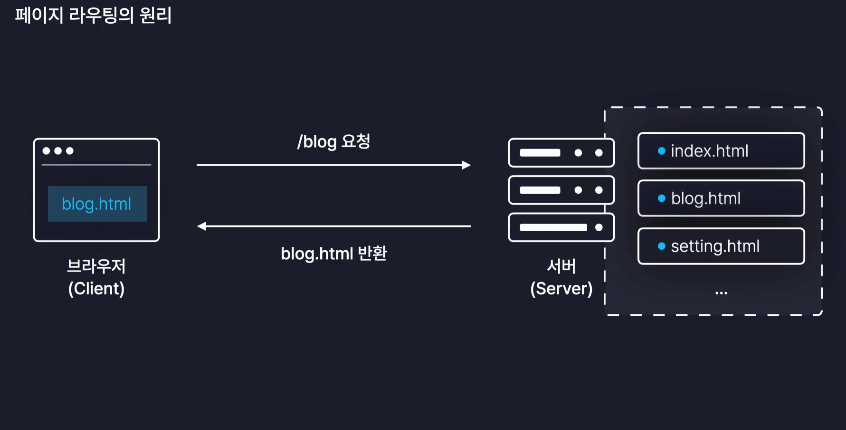 페이지 라우팅의 원리
/blog 요청
blog.html
blog.html 반환
브라우저
(Client)
서버
(Server)
index.html
blog.html
setting.html
...